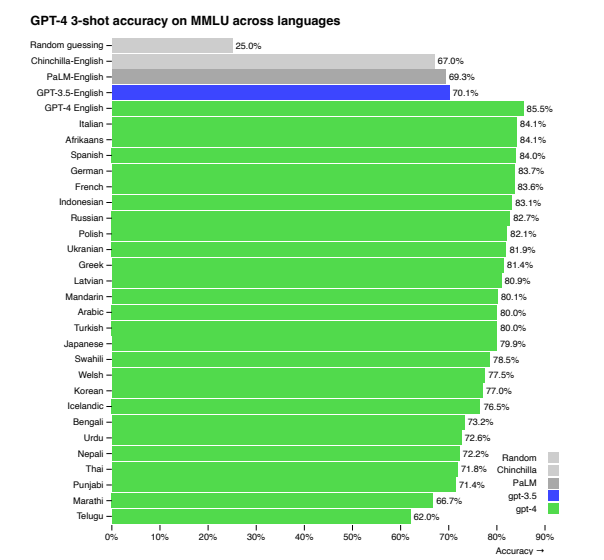 GPT-4 3-shot accuracy on MMLU across languages
Random guessing 25.0%
Chinchilla-English 67.0%
PaLM-English 69.3%
GPT-3.5-English 70.1%
GPT-4 English 85.5%
Italian 84.1%
Afrikaans 84.1%
Spanish 84.0%
German 83.7%
French 83.6%
Indonesian 83.1%
Russian 82.7%
Polish 82.1%
Ukranian 81.9%
Greek 81.4%
Latvian 80.9%
Mandarin 80.1%
Arabic 80.0%
Turkish 80.0%
Japanese 79.9%
Swahili 78.5%
Welsh 77.5%
Korean 77.0%
Icelandic 76.5%
Bengali 73.2%
Urdu 72.6%
Nepali 72.2%
Thai 71.8%
Punjabi 71.4%
Marathi 66.7%
Telugu 62.0%
Random
Chinchilla
PaLM
gpt-3.5
gpt-4
0% 10% 20% 30% 40% 50% 60% 70% 80% 90%
Accuracy →